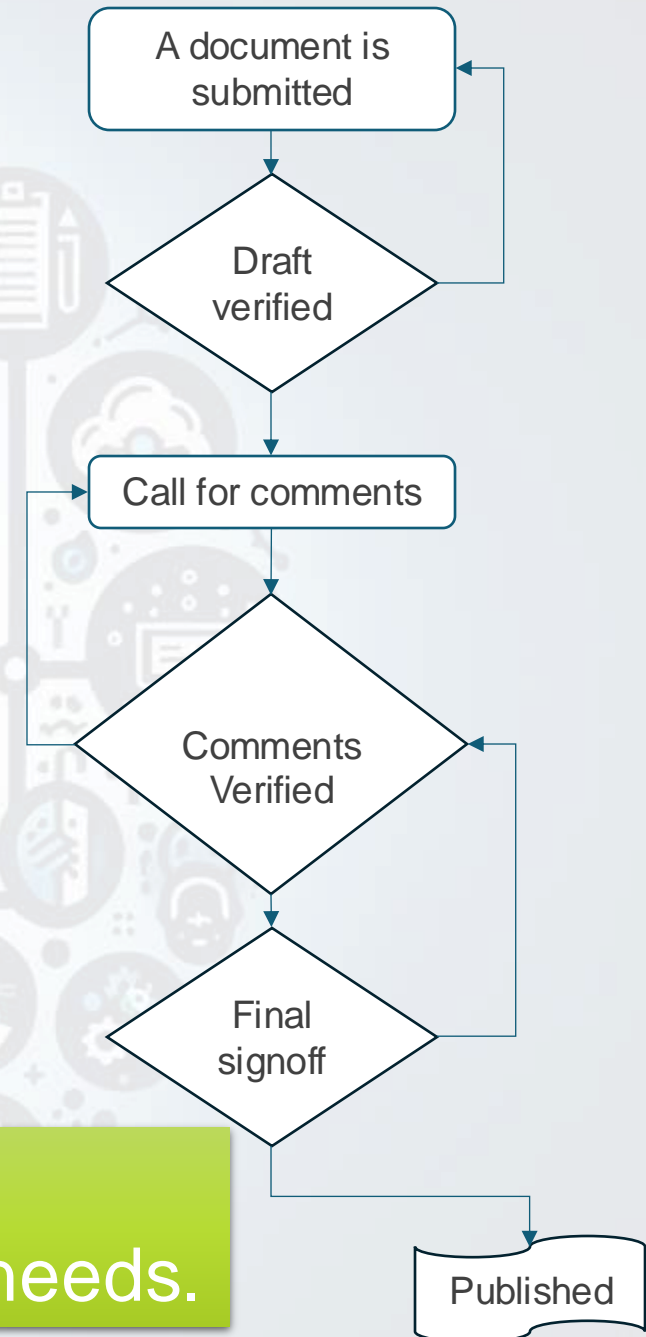 A document is
submitted
Draft
verified
Call for comments
Comments
Verified
Final
signoff
needs.
Published